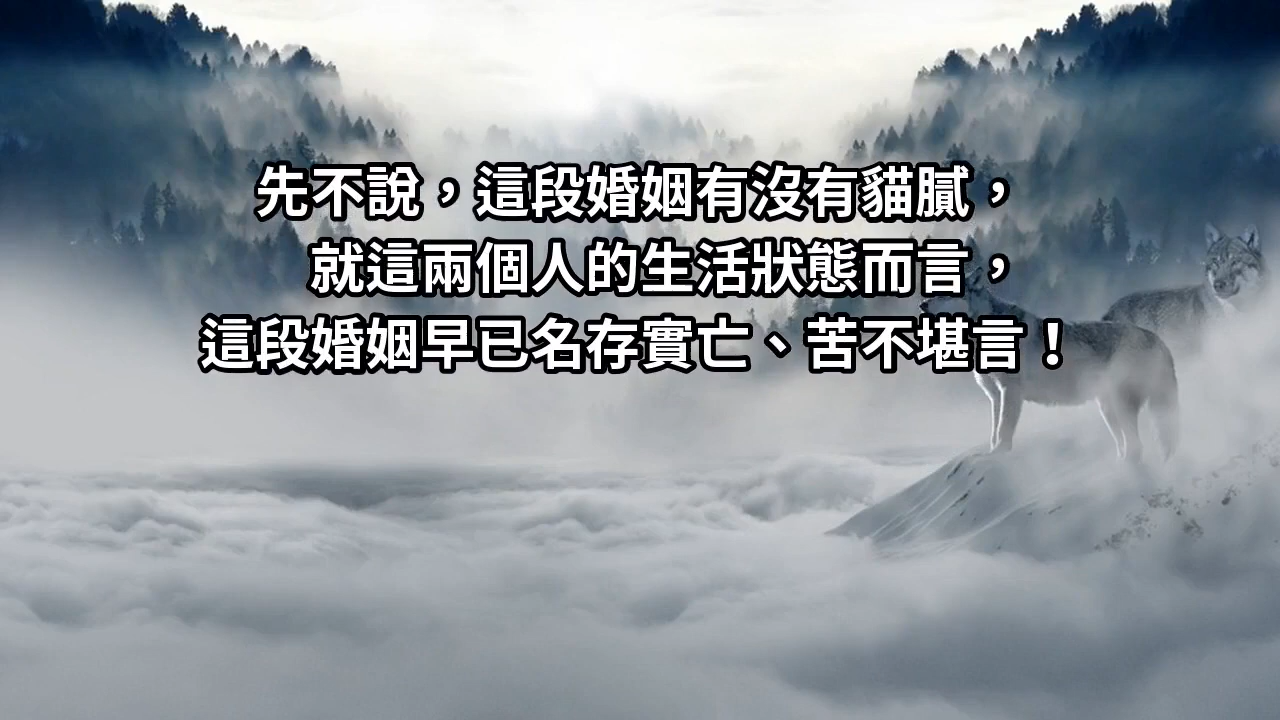 先不說，這段婚姻有沒有貓膩，
就這兩個人的生活狀態而言，
這段婚姻早已名存實亡、苦不堪言！